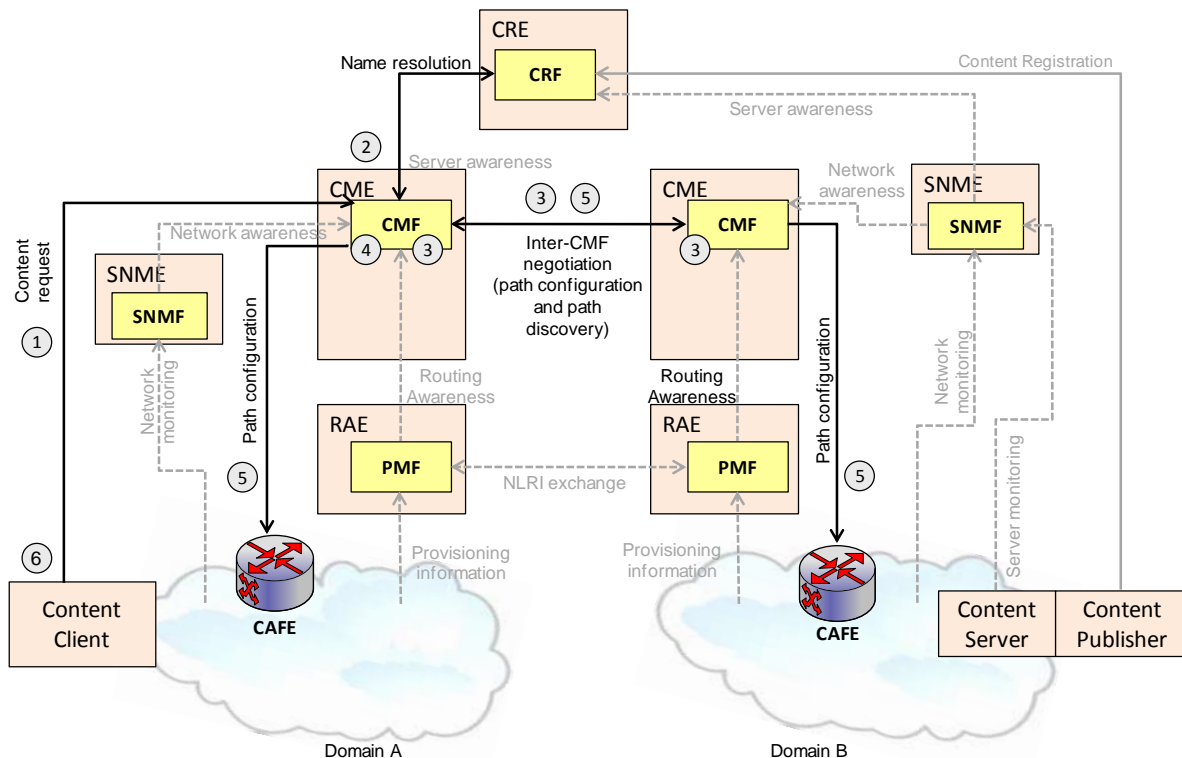 CRE
Name resolution
CRF
Content Registration
Server awareness
2
Server awareness
CME
CMF
Network awareness
4
3
3
5
Inter-CMF
negotiation
(path configuration
and path
discovery)
CME
CMF
3
Network
awareness
SNME
SNMF
Content
request
1
SNME
SNMF
Network
monitoring
Path configuration
5
Routing
Awareness
RAE
PMF
NLRI exchange
Routing
Awareness
RAE
PMF
Path configuration
5
Network
monitoring
Server monitoring
Provisioning
information
Provisioning
information
6
Content
Client
CAFE
CAFE
Content
Server
Content
Publisher
Domain A
Domain B